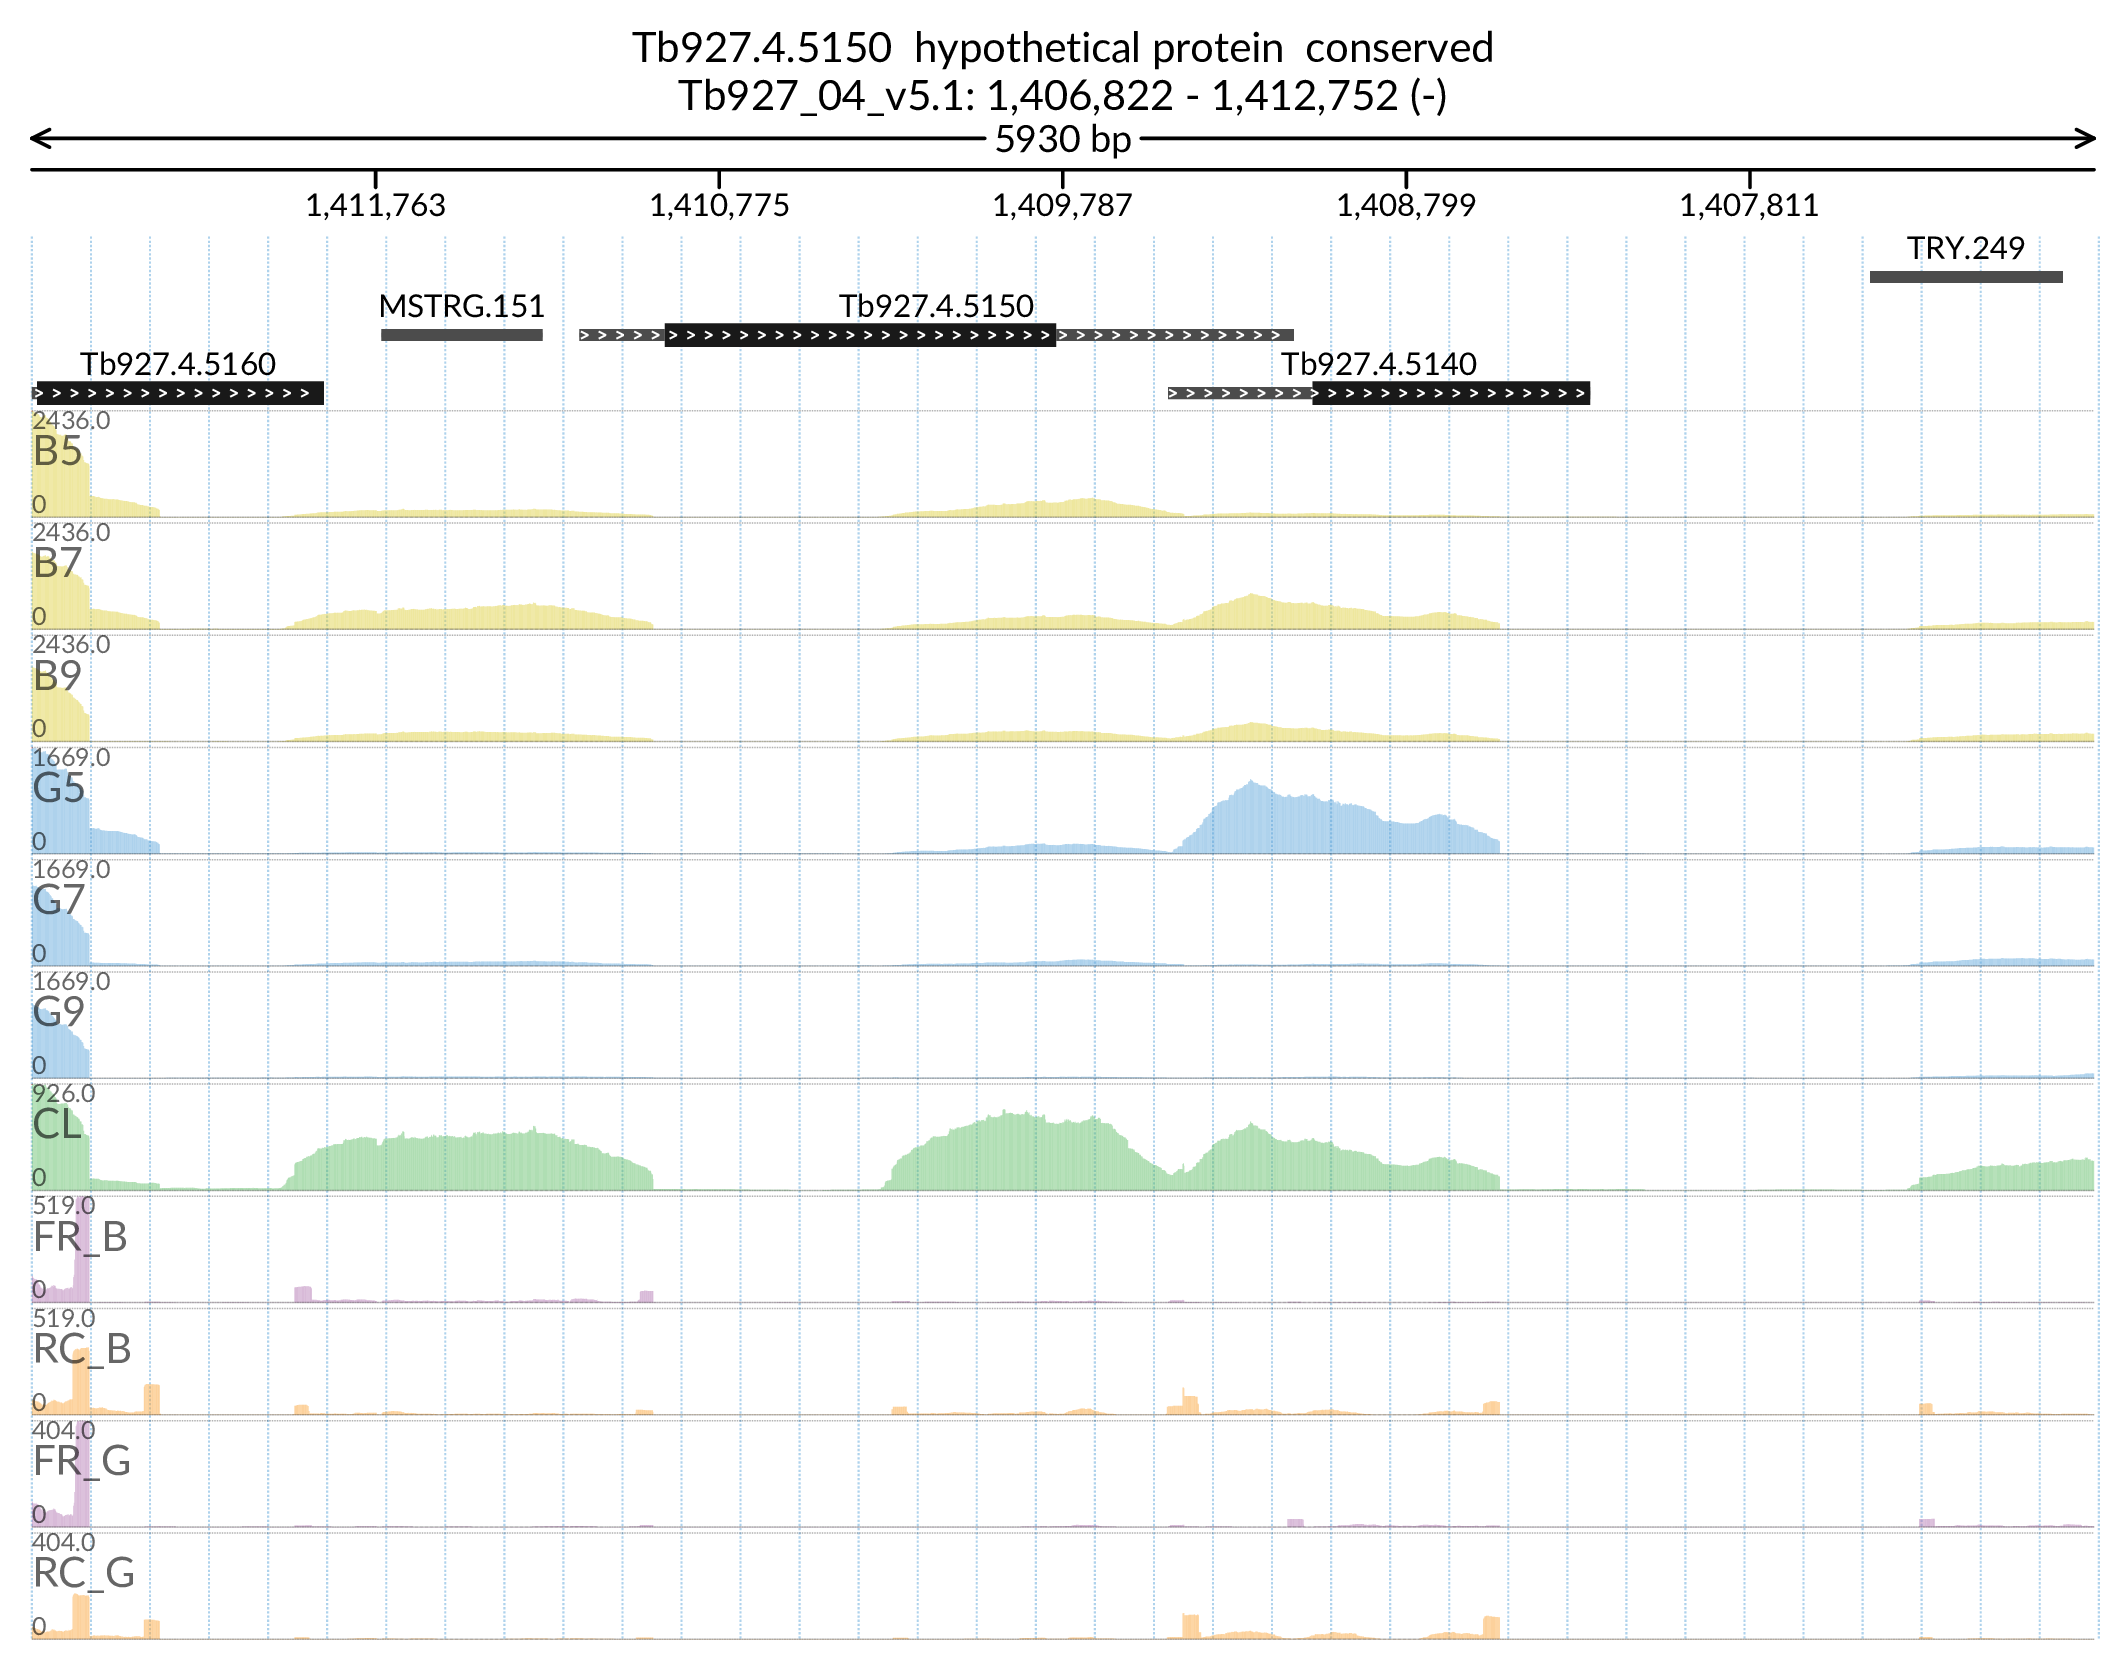 Tb927.4.5150  hypothetical protein  conserved
Tb927_04_v5.1: 1,406,822 - 1,412,752 (-)
5930 bp
1,411,763 1,410,775 1,409,787 1,408,799 1,407,811
TRY.249
MSTRG.151 Tb927.4.5150
Tb927.4.5160 Tb927.4.5140
2436.0
B5
0
2436.0
B7
0
2436.0
B9
0
1669.0
G5
0
1669.0
G7
0
1669.0
G9
0
926.0
CL
0
519.0
FR_B
0
519.0
RC_B
0
404.0
FR_G
0
404.0
RC_G
0